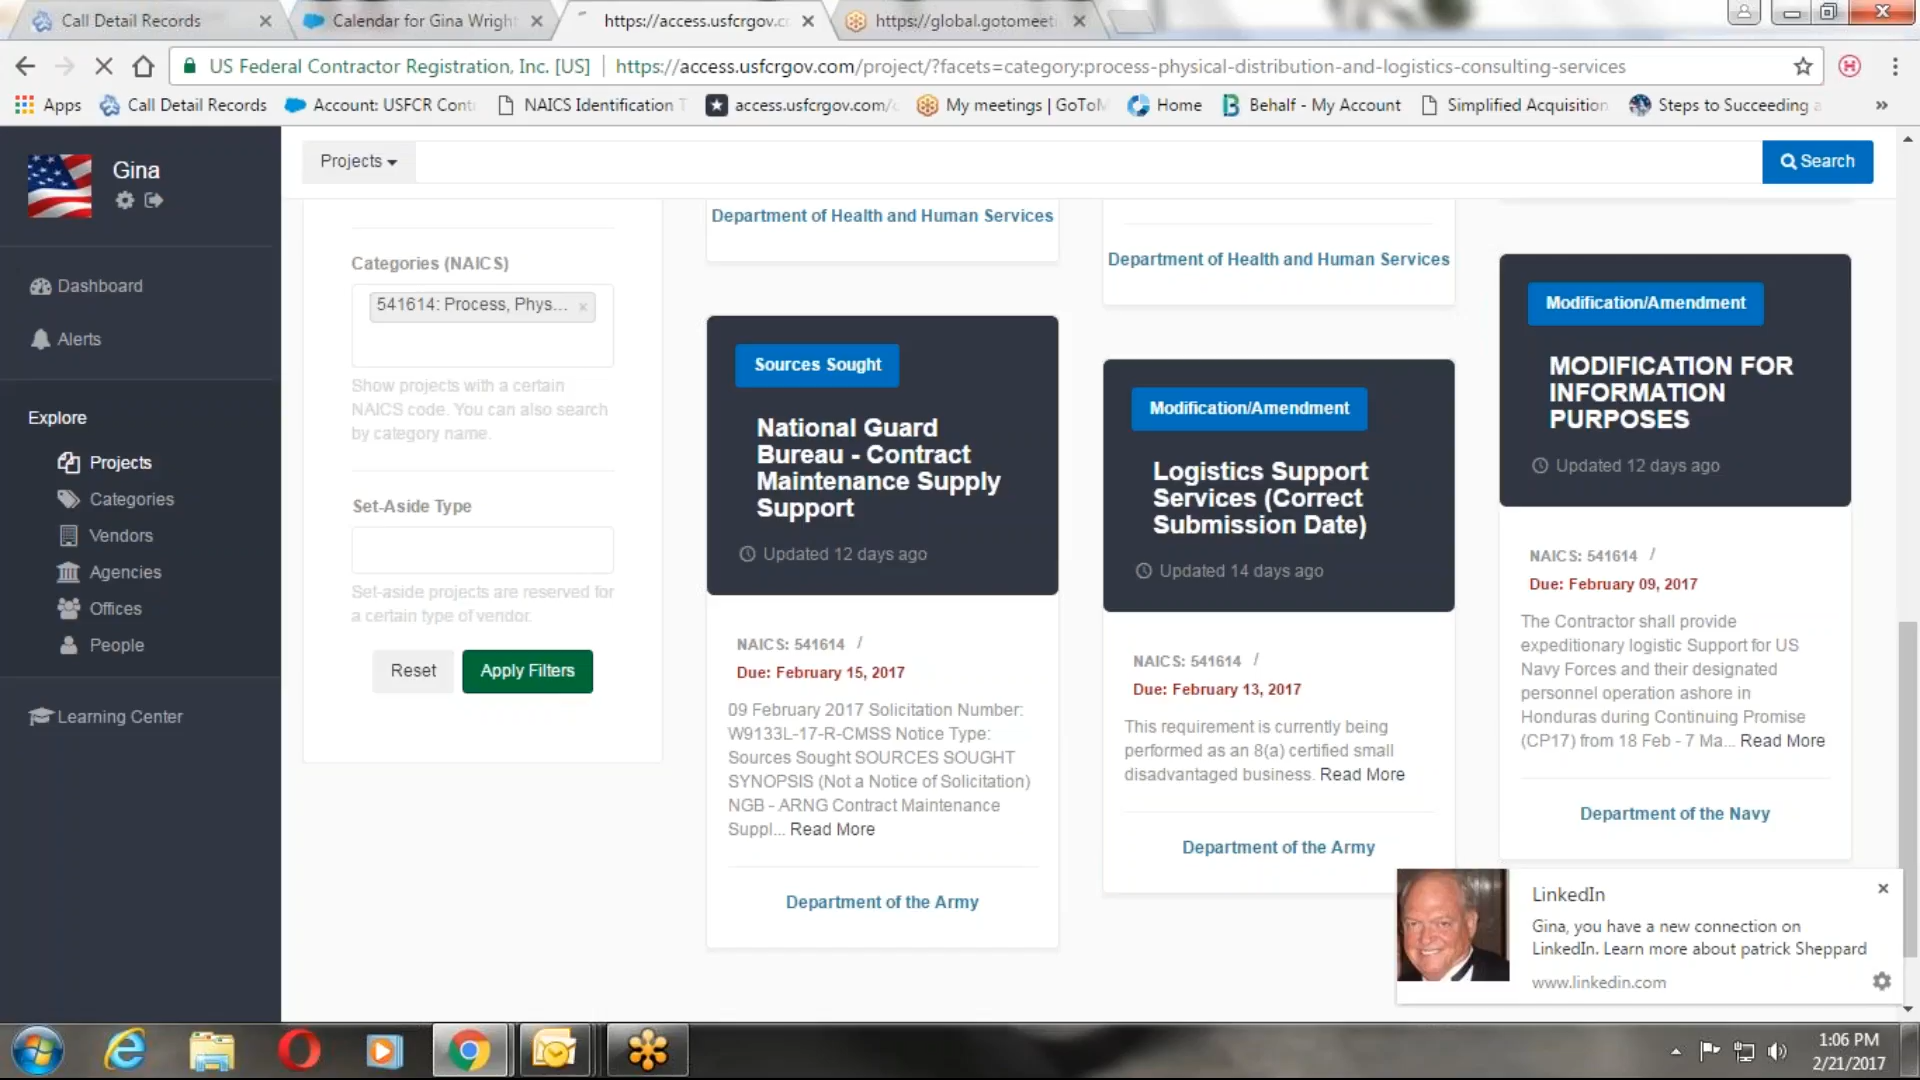 Call Detail Records
Calendar for Gina Wright
https://access.usfcrgov.c
https://global.gotomeeti
US Federal Contractor Registration, Inc. [US]
https://access.usfcrgov.com/project/?facets=category:process-physical-distribution-and-logistics-consulting-services
Apps
Call Detail Records
Account: USFCR Cont
NAICS Identification T
access.usfcrgov.com/c
My meetings | GoToM
Home
Behalf - My Account
Simplified Acquisition
Steps to Succeeding a
»
Gina
Dashboard
Alerts
Explore
Projects
Categories
Vendors
Agencies
Offices
People
Learning Center
Projects
Search
Categories (NAICS)
541614: Process, Phys... ×
Show projects with a certain
NAICS code. You can also search
by category name.
Set-Aside Type
Set-aside projects are reserved for
a certain type of vendor.
Reset
Apply Filters
Department of Health and Human Services
Sources Sought
National Guard
Bureau - Contract
Maintenance Supply
Support
Updated 12 days ago
NAICS: 541614 /
Due: February 15, 2017
09 February 2017 Solicitation Number:
W9133L-17-R-CMSS Notice Type:
Sources Sought SOURCES SOUGHT
SYNOPSIS (Not a Notice of Solicitation)
NGB - ARNG Contract Maintenance
Suppl... Read More
Department of the Army
Department of Health and Human Services
Modification/Amendment
Logistics Support
Services (Correct
Submission Date)
Updated 14 days ago
NAICS: 541614 /
Due: February 13, 2017
This requirement is currently being
performed as an 8(a) certified small
disadvantaged business. Read More
Department of the Army
Modification/Amendment
MODIFICATION FOR
INFORMATION
PURPOSES
Updated 12 days ago
NAICS: 541614 /
Due: February 09, 2017
The Contractor shall provide
expeditionary logistic Support for US
Navy Forces and their designated
personnel operation ashore in
Honduras during Continuing Promise
(CP17) from 18 Feb - 7 Ma... Read More
Department of the Navy
LinkedIn
Gina, you have a new connection on
LinkedIn. Learn more about patrick Sheppard
www.linkedin.com
1:06 PM
2/21/2017